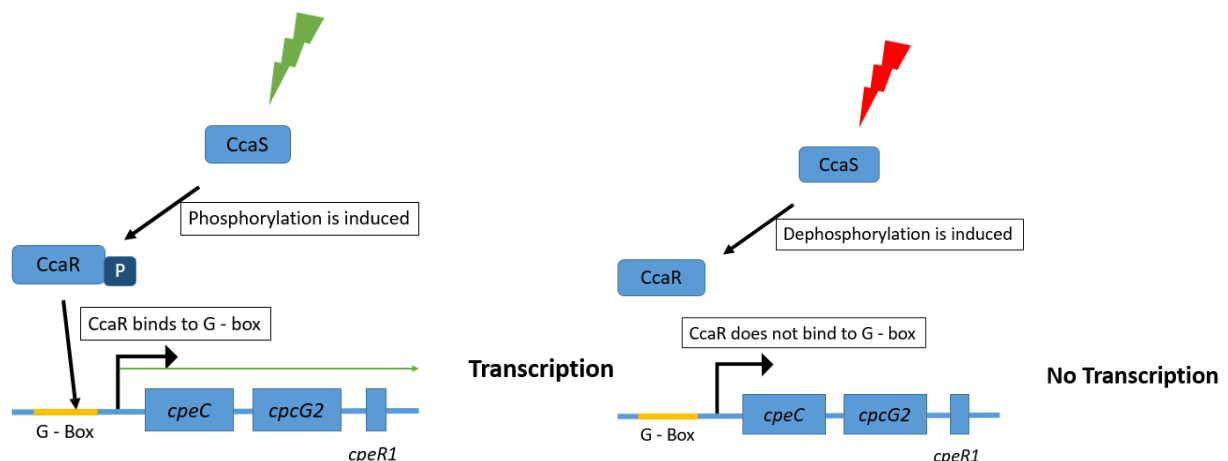 CcaS
Phosphorylation is induced
CcaR
P
CcaR binds to G - box
Transcription
cpeC
cpcG2
G - Box
cpeR1
CcaS
Dephosphorylation is induced
CcaR
CcaR does not bind to G - box
No Transcription
cpeC
cpcG2
G - Box
cpeR1